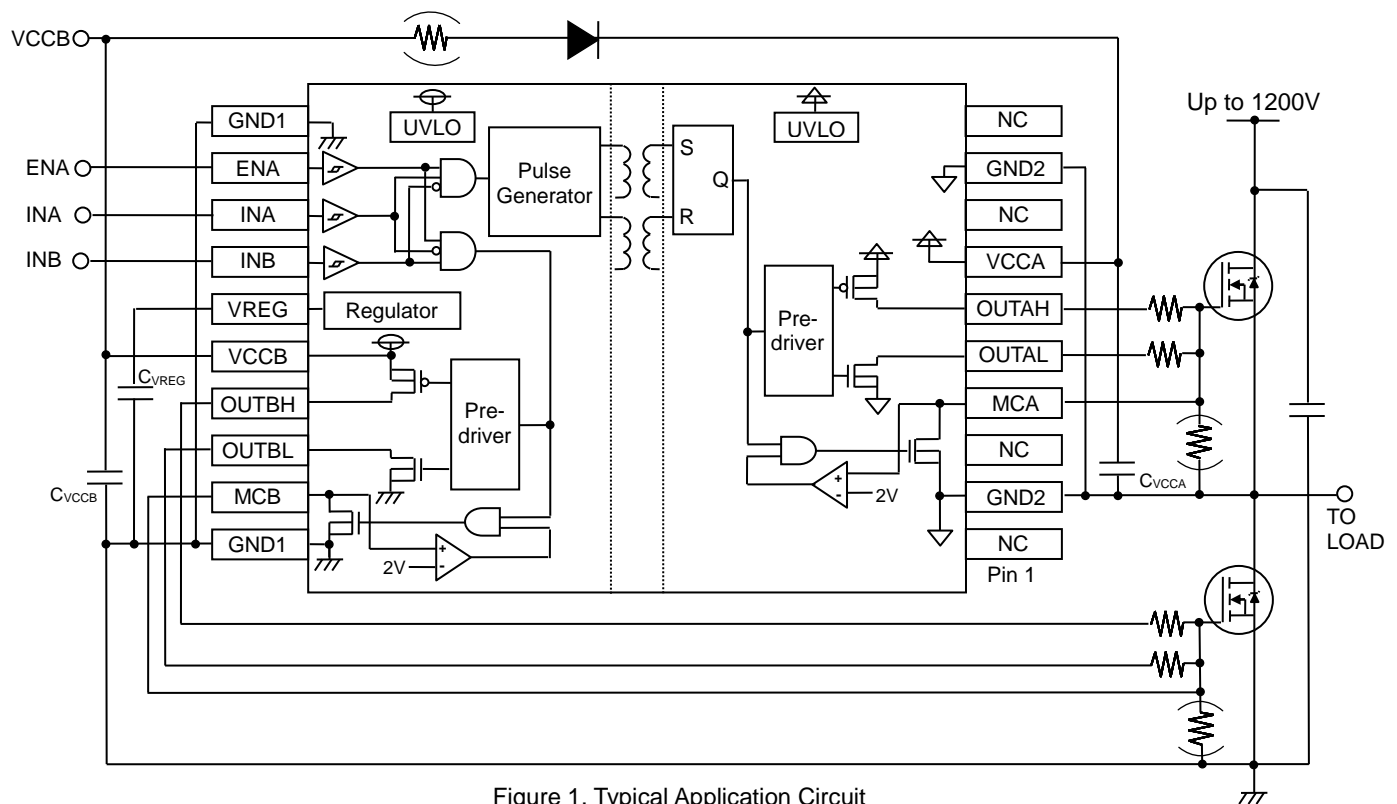 VCCB
Up to 1200V
GND1
UVLO
UVLO
NC
ENA
ENA
Pulse
Generator
S
Q
R
GND2
INA
INA
NC
INB
INB
VCCA
VREG
Regulator
Pre-
driver
OUTAH
VCCB
OUTAL
CVREG
OUTBH
Pre-
driver
MCA
OUTBL
NC
CVCCB
MCB
2V
GND2
CVCCA
TO
LOAD
GND1
2V
NC
Pin 1
+
-
+
-
Figure 1. Typical Application Circuit